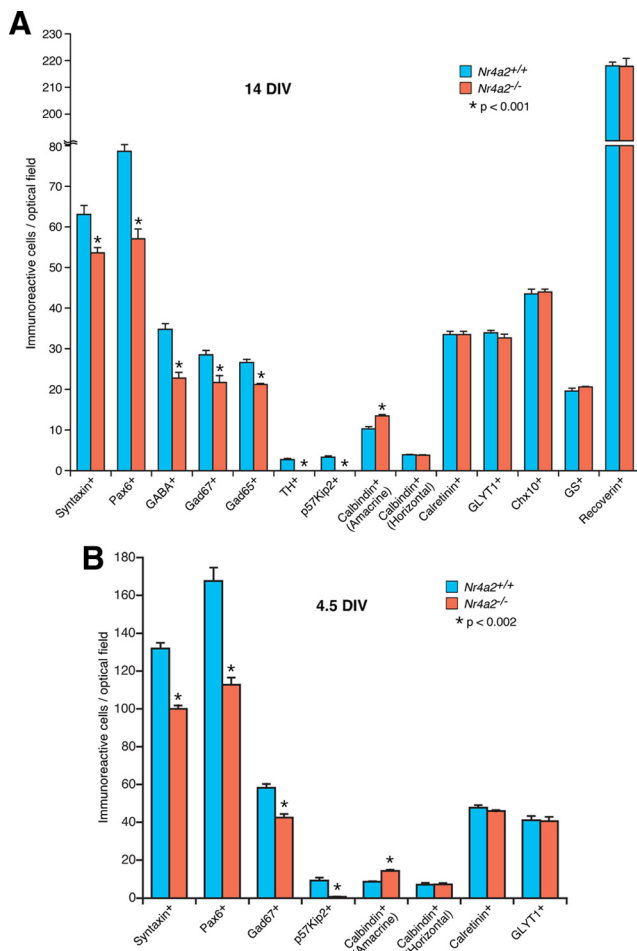 A
230
220
210
200
80
70
60
50
40
30
20
10
0
Immunoreactive cells / optical field
14 DIV
Nr4a2+/+
Nr4a2-/-
* p < 0.001
*
*
*
*
*
*
*
*
Syntaxin+
Pax6+
GABA+
Gad67+
Gad65+
TH+
p57Kip2+
Calbindin+
(Amacrine)
Calbindin+
(Horizontal)
Calretinin+
GLYT1+
Chx10+
GS+
Recoverin+
B
180
160
140
120
100
80
60
40
20
0
Immunoreactive cells / optical field
4.5 DIV
Nr4a2+/+
Nr4a2-/-
* p < 0.002
*
*
*
*
*
Syntaxin+
Pax6+
Gad67+
p57Kip2+
Calbindin+
(Amacrine)
Calbindin+
(Horizontal)
Calretinin+
GLYT1+